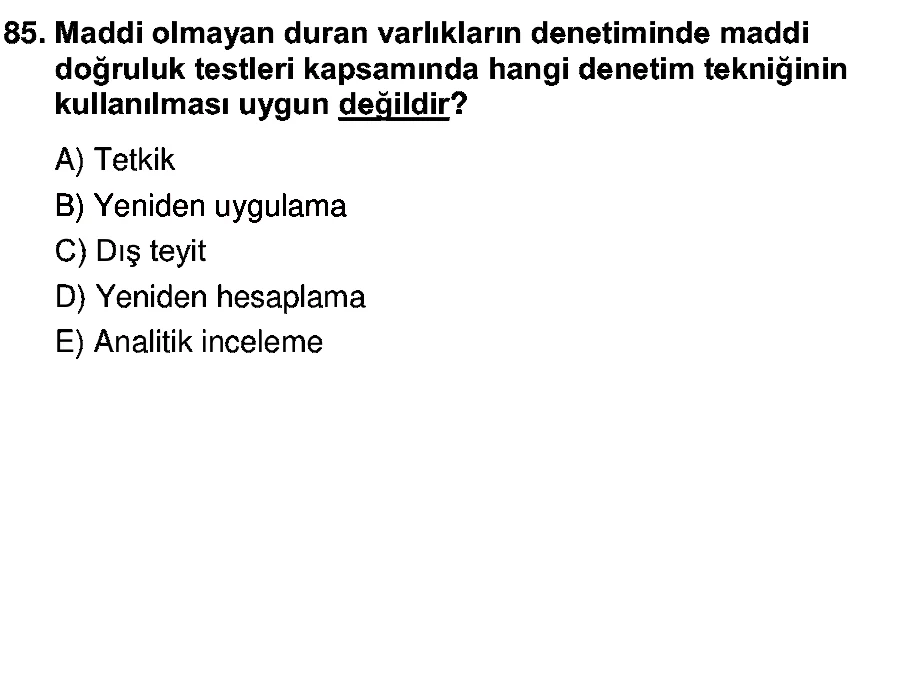 85. Maddi olmayan duran varlıkların denetiminde maddi
doğruluk testleri kapsamında hangi denetim tekniğinin
kullanılması uygun değildir?
A) Tetkik
B) Yeniden uygulama
C) Dış teyit
D) Yeniden hesaplama
E) Analitik inceleme